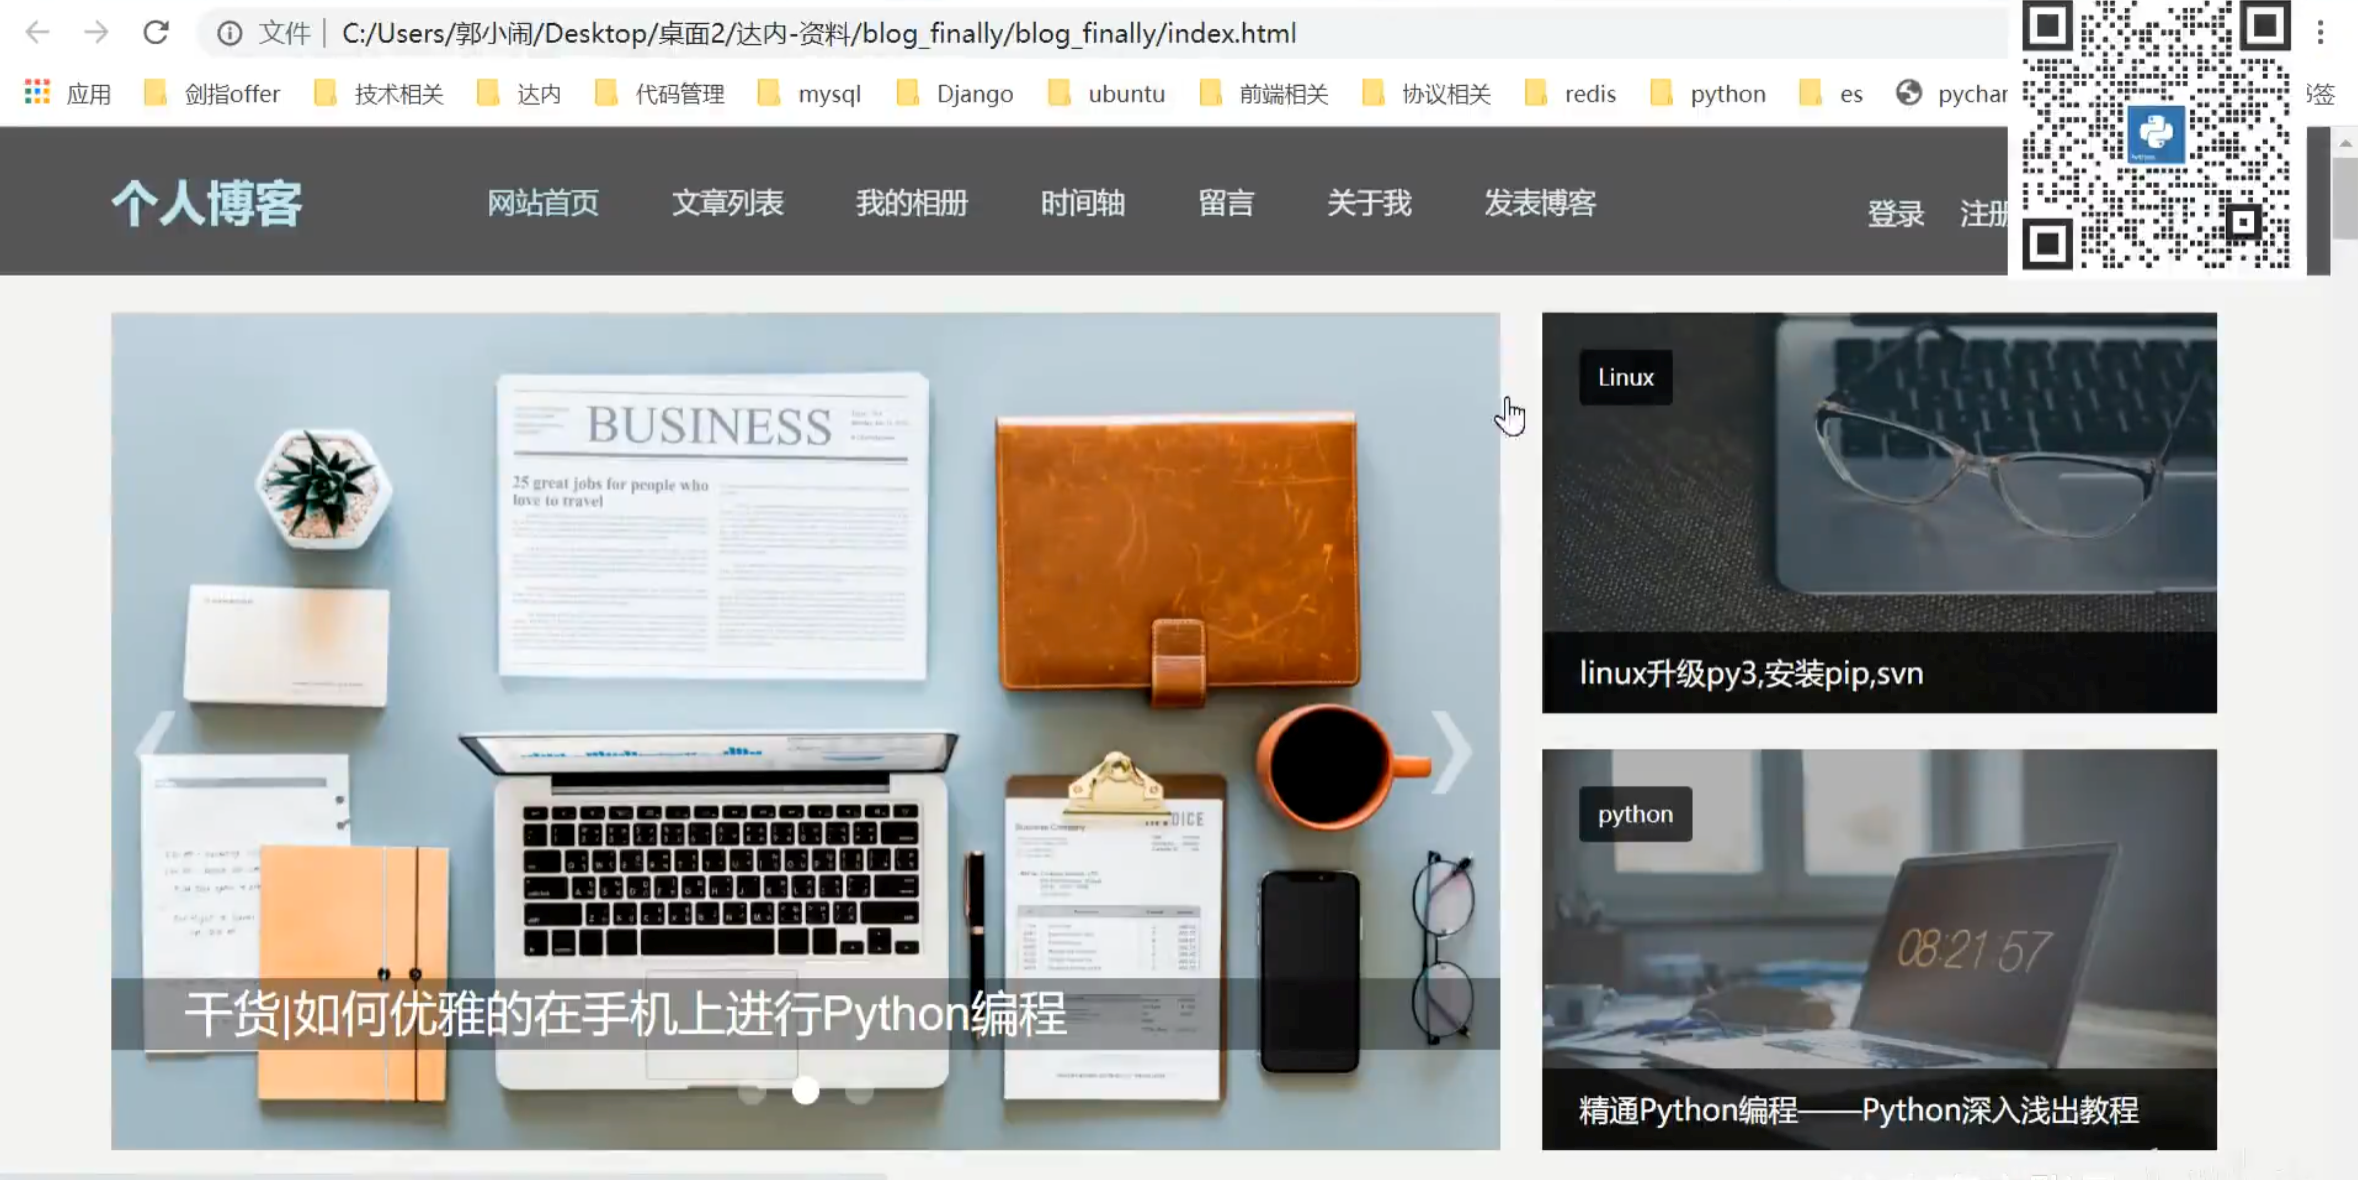 文件 | C:/Users/郭小闹/Desktop/桌面2/达内-资料/blog_finally/blog_finally/index.html
应用 剑指offer 技术相关 达内 代码管理 mysql Django ubuntu 前端相关 协议相关 redis python es pychar 签
个人博客 网站首页 文章列表 我的相册 时间轴 留言 关于我 发表博客 登录 注册
BUSINESS
25 great jobs for people who
love to travel
Linux
linux升级py3,安装pip,svn
Business Company
python
08:21:57
干货|如何优雅的在手机上进行Python编程
精通Python编程——Python深入浅出教程